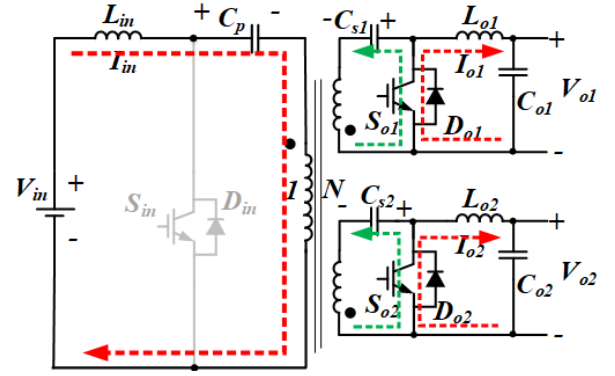 L_in
+ C_p -
I_in
- C_s1 +
L_o1
+
I_o1
S_o1
D_o1
C_o1
V_o1
-
V_in
+
-
S_in
D_in
1
N
- C_s2 +
L_o2
+
I_o2
S_o2
D_o2
C_o2
V_o2
-